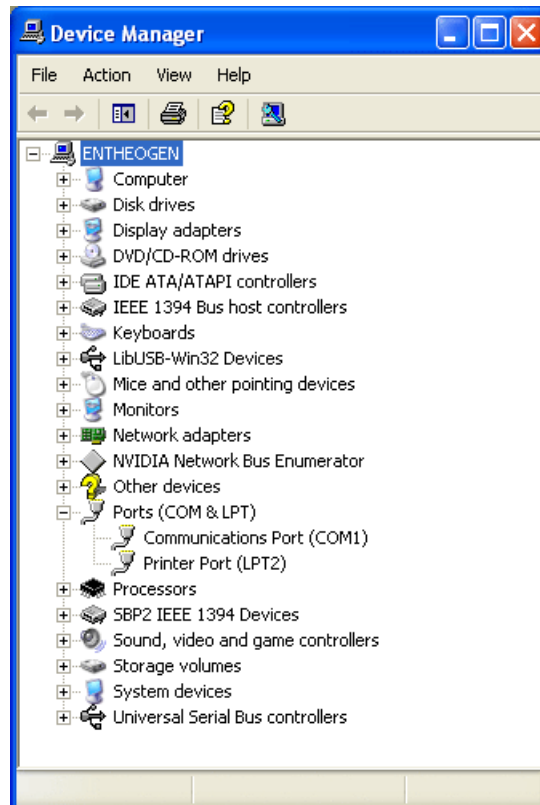 Device Manager
File Action View Help
ENTHEOGEN
Computer
Disk drives
Display adapters
DVD/CD-ROM drives
IDE ATA/ATAPI controllers
IEEE 1394 Bus host controllers
Keyboards
LibUSB-Win32 Devices
Mice and other pointing devices
Monitors
Network adapters
NVIDIA Network Bus Enumerator
Other devices
Ports (COM & LPT)
Communications Port (COM1)
Printer Port (LPT2)
Processors
SBP2 IEEE 1394 Devices
Sound, video and game controllers
Storage volumes
System devices
Universal Serial Bus controllers